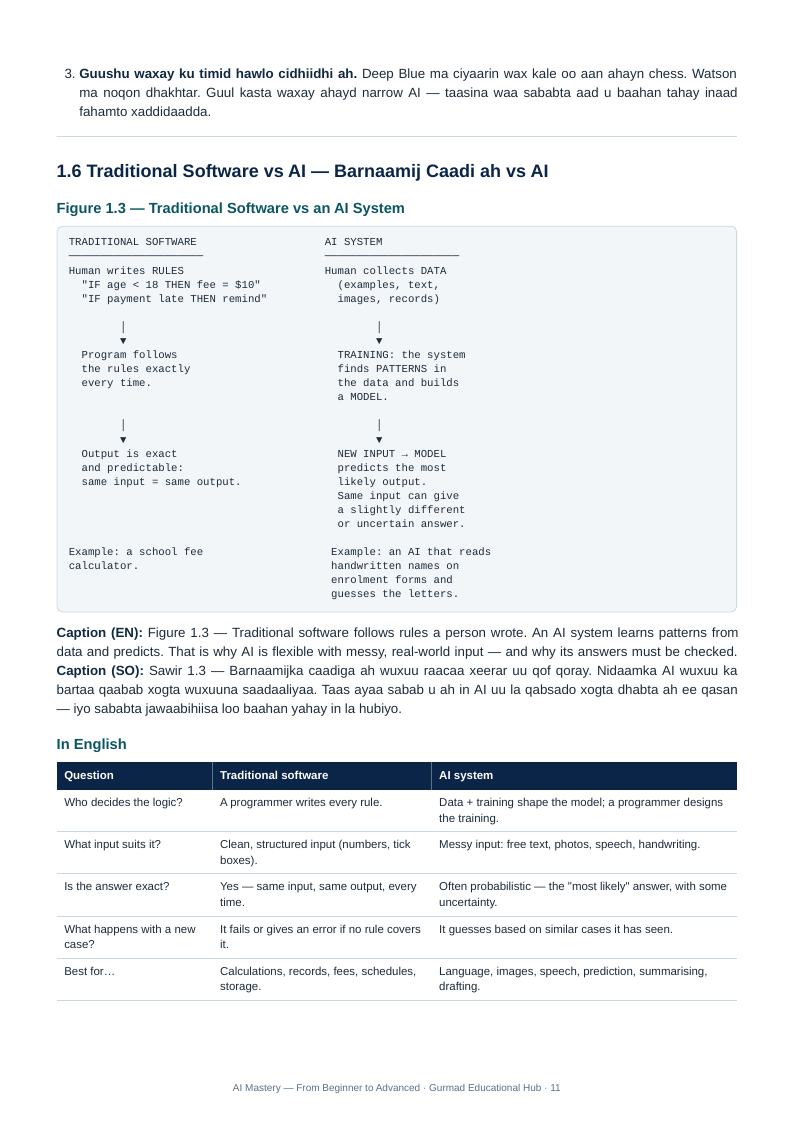 3. Guushu waxay ku timid hawlo cidhiidhi ah. Deep Blue ma ciyaarin wax kale oo aan ahayn chess. Watson
ma noqon dhakhtar. Guul kasta waxay ahayd narrow AI — taasina waa sababta aad u baahan tahay inaad
fahamto xaddidaadda.
1.6 Traditional Software vs AI — Barnaamij Caadi ah vs AI
Figure 1.3 — Traditional Software vs an AI System
TRADITIONAL SOFTWARE
Human writes RULES
"IF age < 18 THEN fee = $10"
"IF payment late THEN remind"
│
▼
Program follows
the rules exactly
every time.
│
▼
Output is exact
and predictable:
same input = same output.
Example: a school fee
calculator.
AI SYSTEM
Human collects DATA
(examples, text,
images, records)
│
▼
TRAINING: the system
finds PATTERNS in
the data and builds
a MODEL.
│
▼
NEW INPUT → MODEL
predicts the most
likely output.
Same input can give
a slightly different
or uncertain answer.
Example: an AI that reads
handwritten names on
enrolment forms and
guesses the letters.
Caption (EN): Figure 1.3 — Traditional software follows rules a person wrote. An AI system learns patterns from
data and predicts. That is why AI is flexible with messy, real-world input — and why its answers must be checked.
Caption (SO): Sawir 1.3 — Barnaamijka caadiga ah wuxuu raacaa xeerar uu qof qoray. Nidaamka AI wuxuu ka
bartaa qaabab xogta wuxuuna saadaaliyaa. Taas ayaa sabab u ah in AI uu la qabsado xogta dhabta ah ee qasan
— iyo sababta jawaabihiisa loo baahan yahay in la hubiyo.
In English
Question	Traditional software	AI system
Who decides the logic?	A programmer writes every rule.	Data + training shape the model; a programmer designs
the training.
What input suits it?	Clean, structured input (numbers, tick
boxes).	Messy input: free text, photos, speech, handwriting.
Is the answer exact?	Yes — same input, same output, every
time.	Often probabilistic — the "most likely" answer, with some
uncertainty.
What happens with a new
case?	It fails or gives an error if no rule covers
it.	It guesses based on similar cases it has seen.
Best for…	Calculations, records, fees, schedules,
storage.	Language, images, speech, prediction, summarising,
drafting.
AI Mastery — From Beginner to Advanced · Gurmad Educational Hub · 11